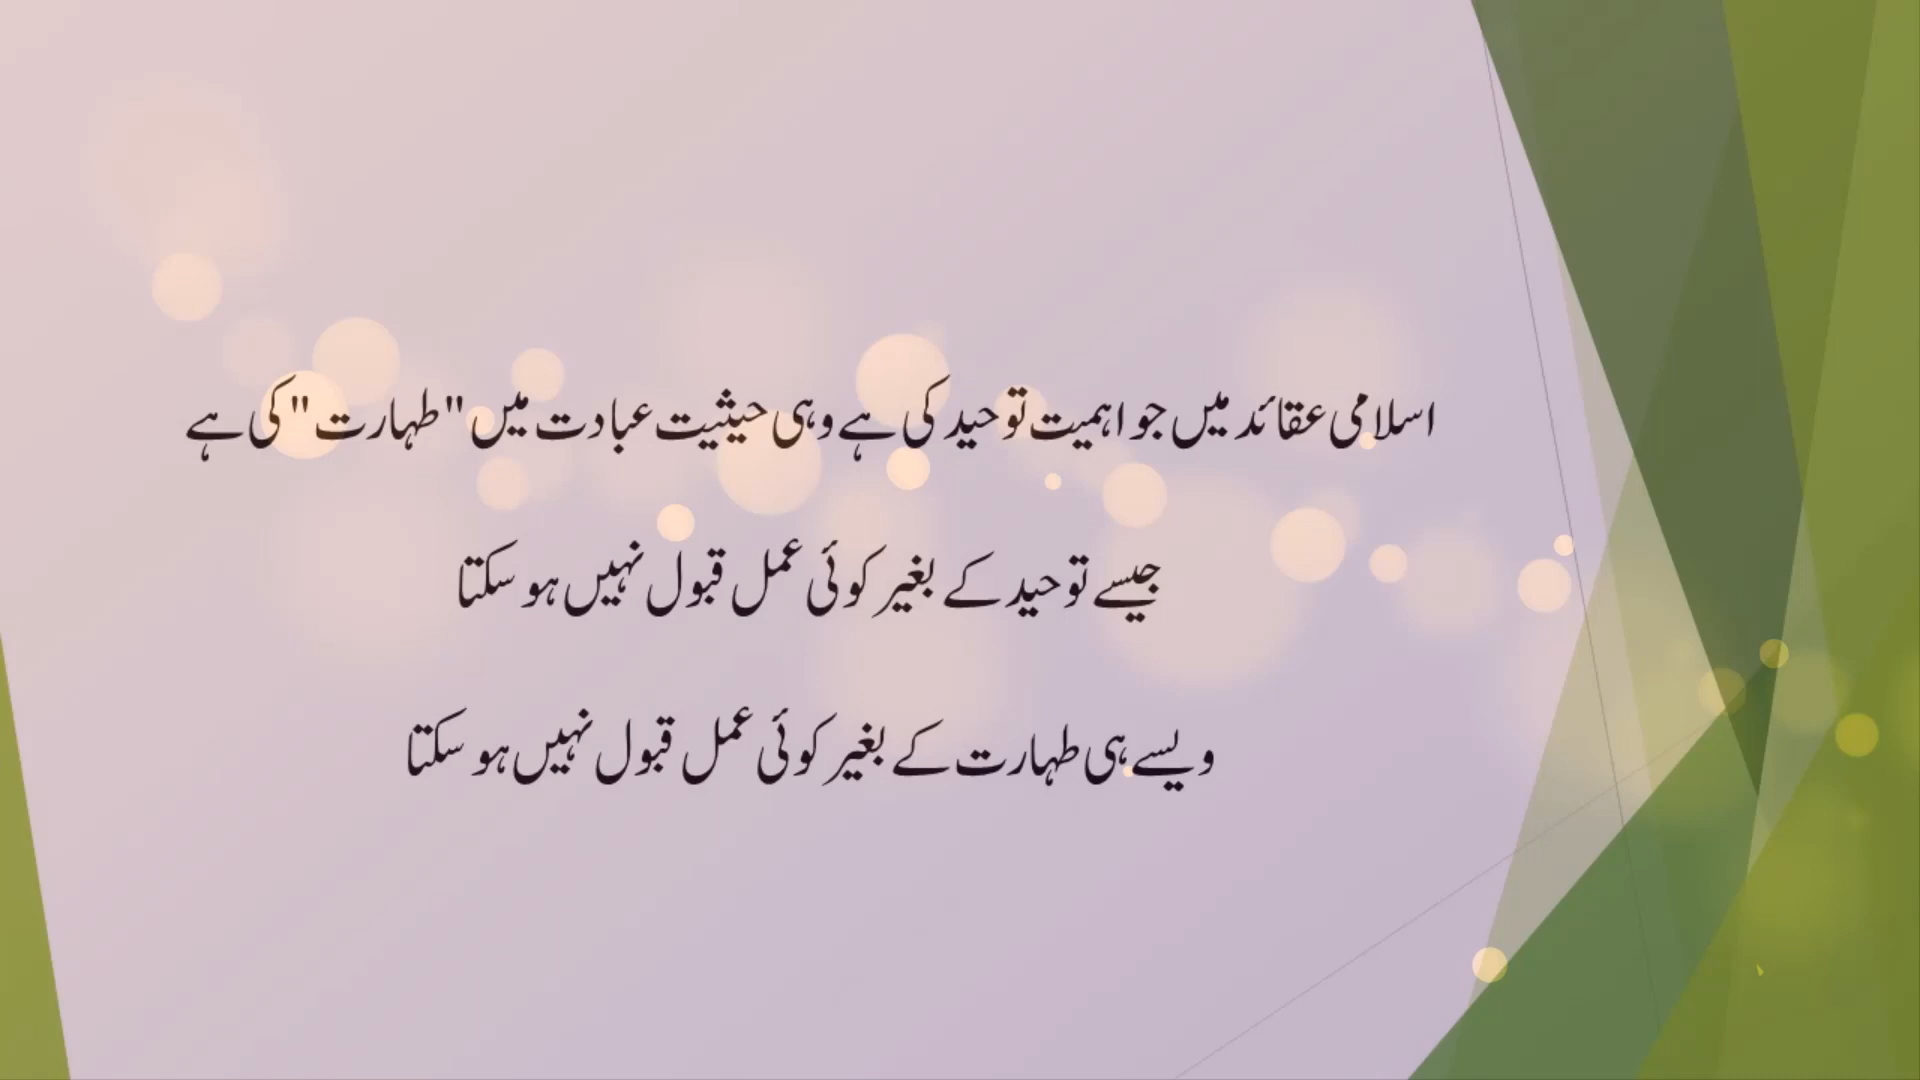 اسلامی عقائد میں جو اہمیت توحید کی ہے وہی حیثیت عبادت میں "طہارت" کی ہے
جیسے توحید کے بغیر کوئی عمل قبول نہیں ہو سکتا
ویسے ہی طہارت کے بغیر کوئی عمل قبول نہیں ہو سکتا